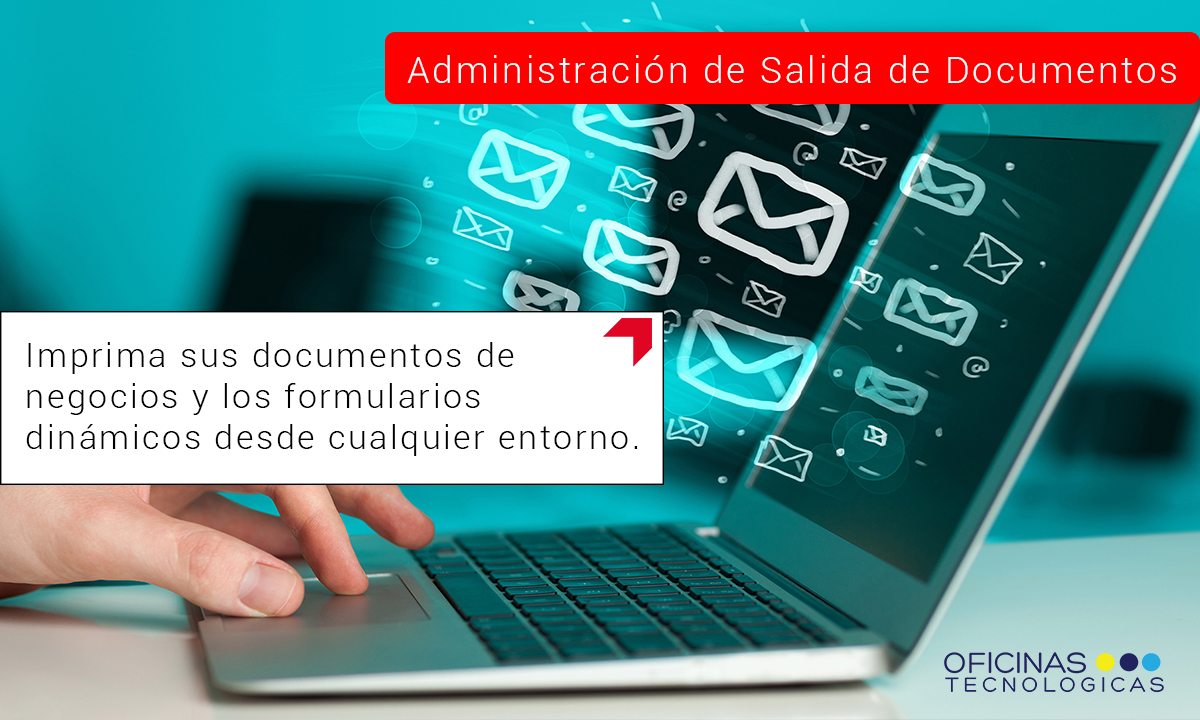 Administración de Salida de Documentos
Imprima sus documentos de
negocios y los formularios
dinámicos desde cualquier entorno.
OFICINAS
TECNOLOGICAS